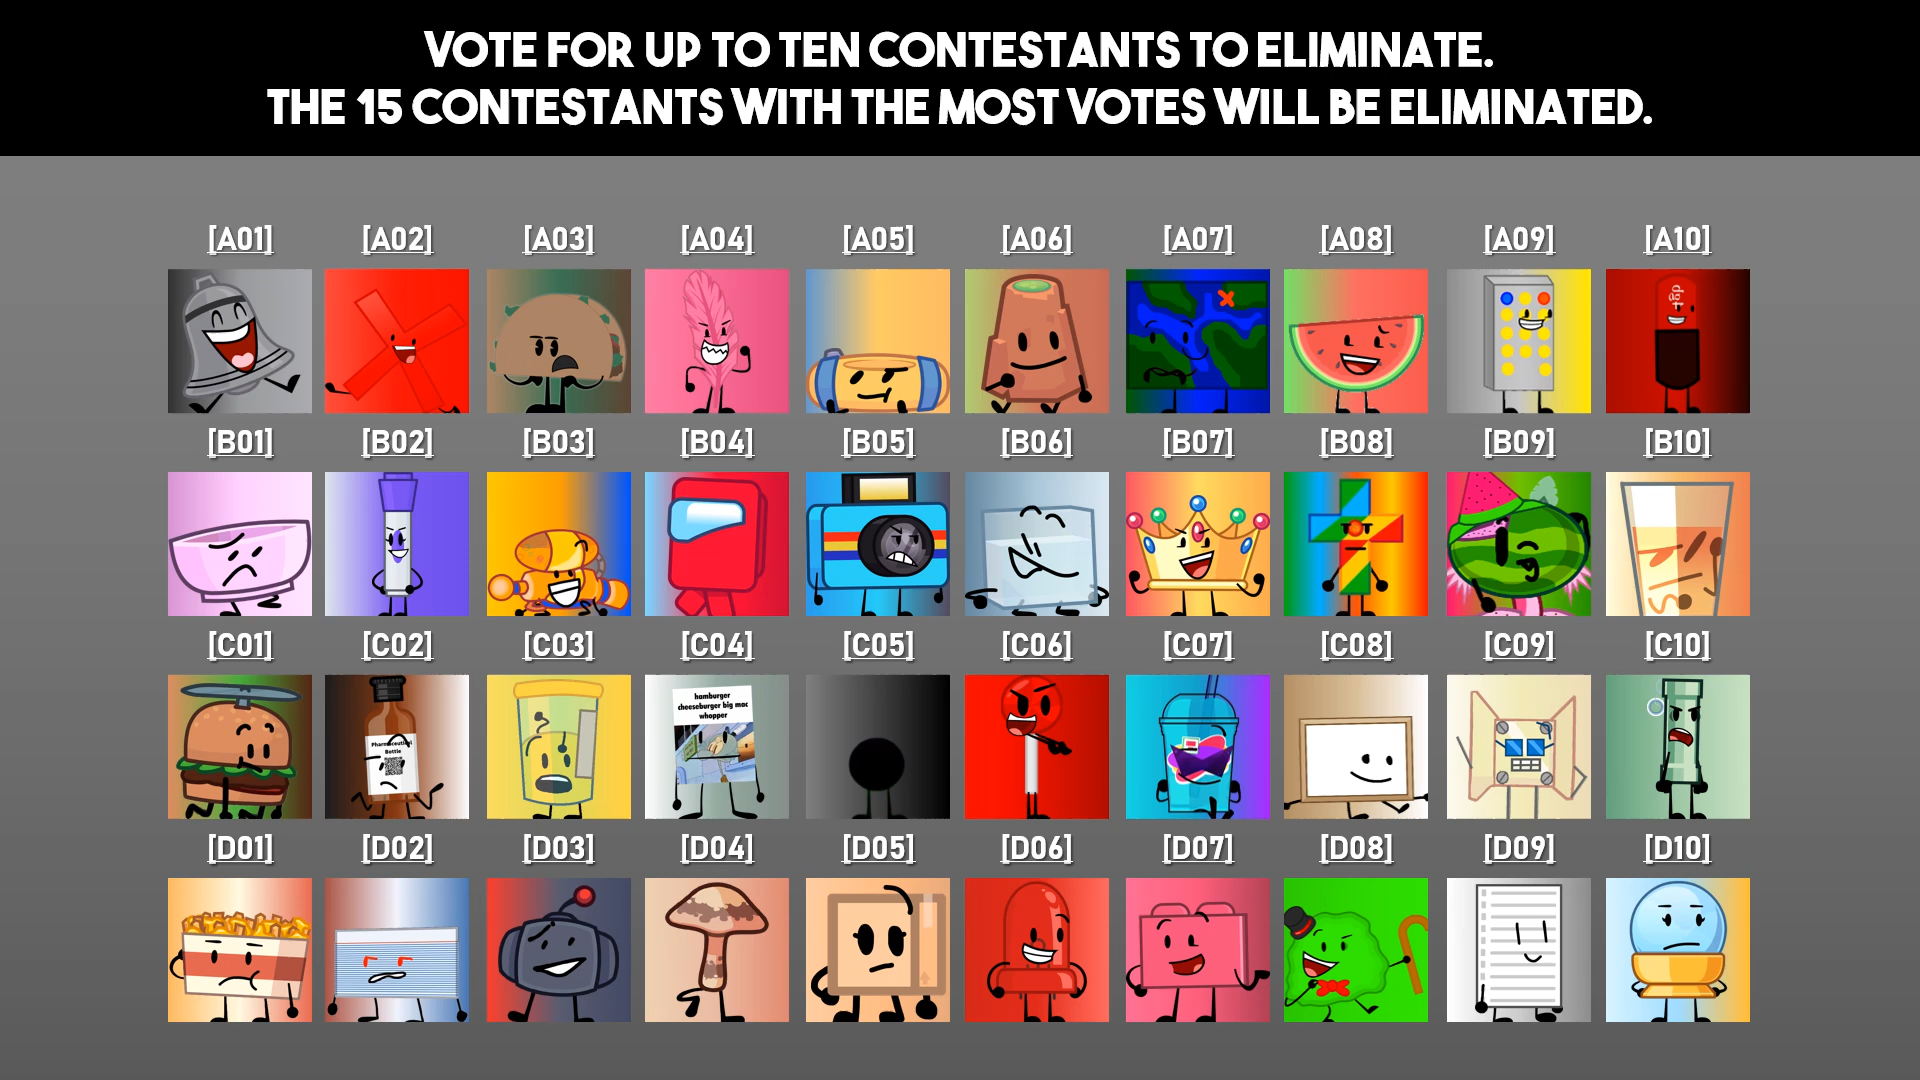 VOTE FOR UP TO TEN CONTESTANTS TO ELIMINATE.
THE 15 CONTESTANTS WITH THE MOST VOTES WILL BE ELIMINATED.
[A01] [A02] [A03] [A04] [A05] [A06] [A07] [A08] [A09] [A10]
[B01] [B02] [B03] [B04] [B05] [B06] [B07] [B08] [B09] [B10]
[C01] [C02] [C03] [C04] [C05] [C06] [C07] [C08] [C09] [C10]
hamburger
cheeseburger big mac
whopper
Pharmaceutical
Bottle
[D01] [D02] [D03] [D04] [D05] [D06] [D07] [D08] [D09] [D10]